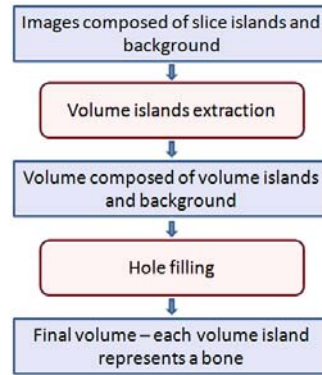 Images composed of slice islands and
background
Volume islands extraction
Volume composed of volume islands
and background
Hole filling
Final volume – each volume island
represents a bone